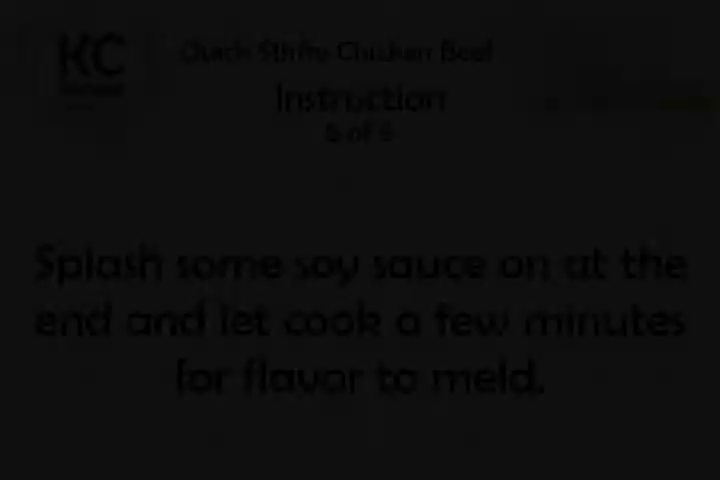 KC
Quick Stirfry Chicken Beef
Instruction
of
Splash some soy sauce on at the
end and let cook a few minutes
for flavor to meld.